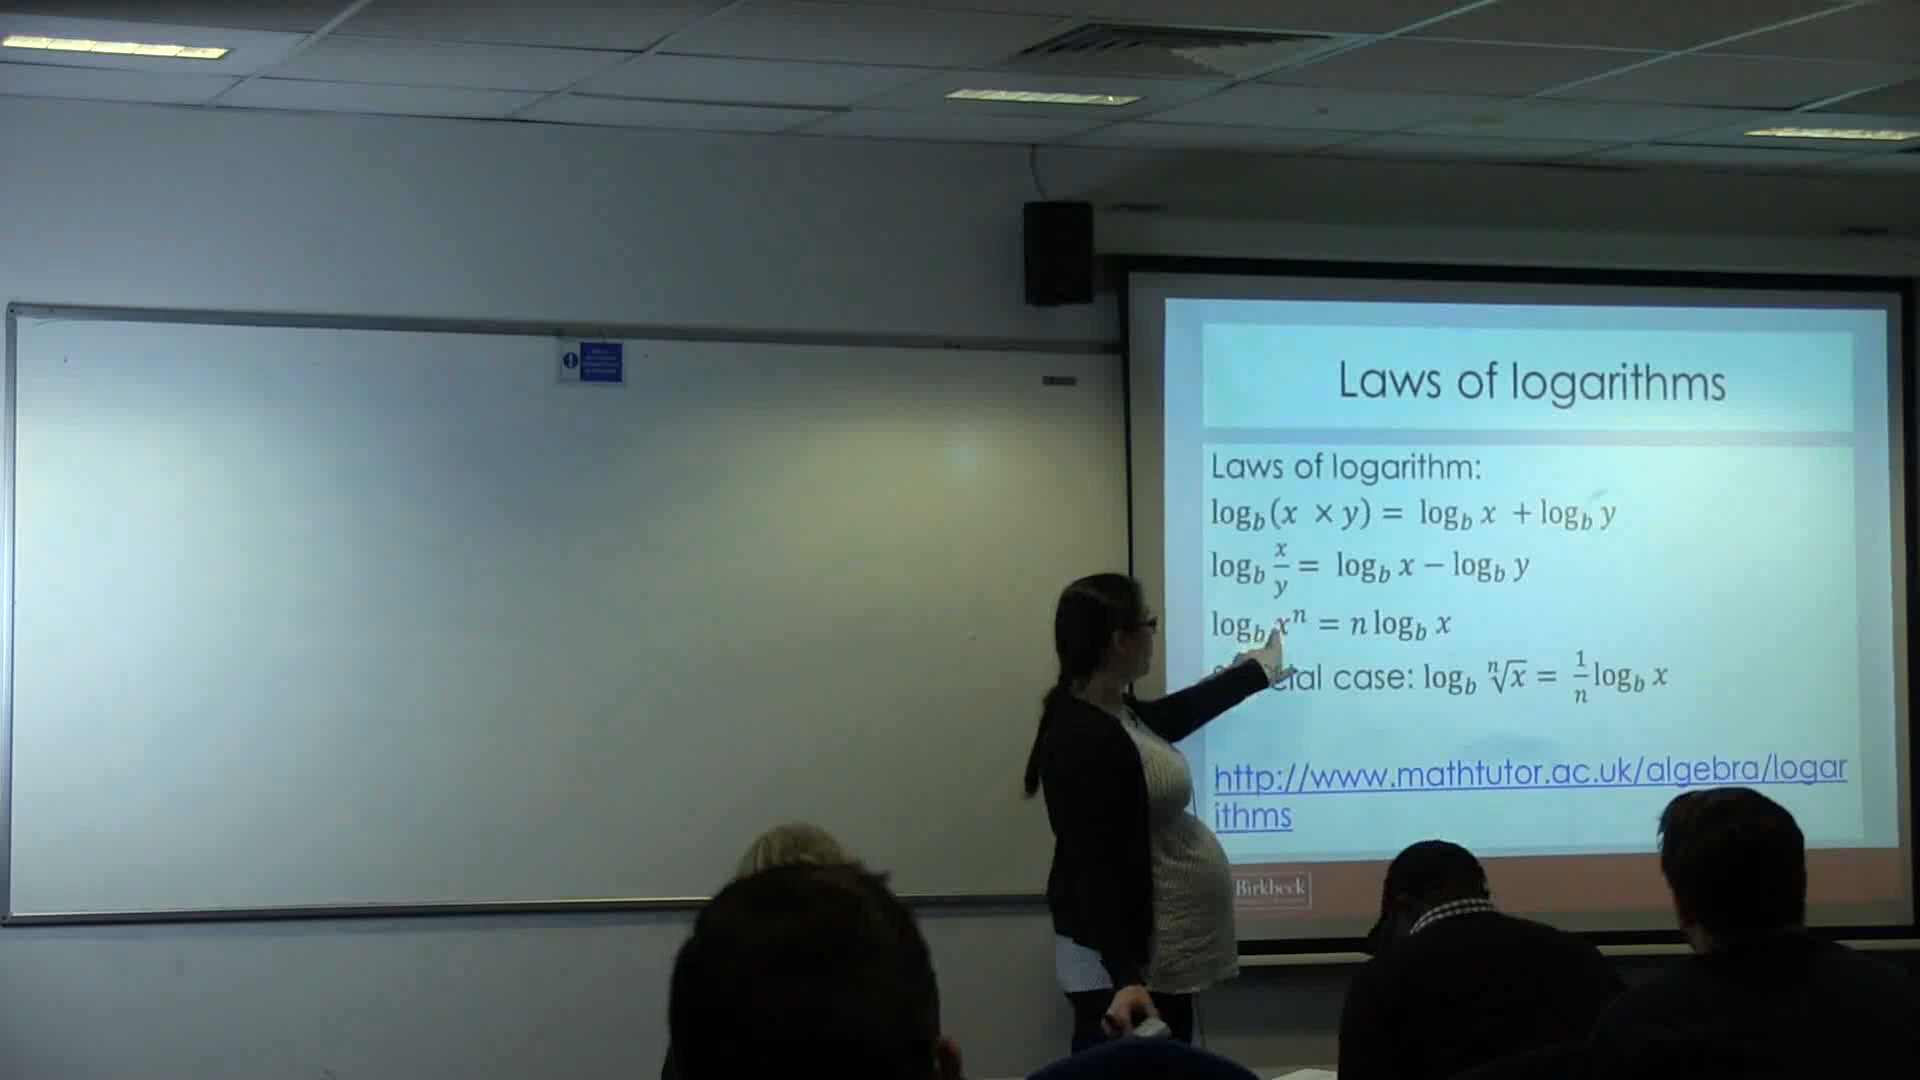 Laws of logarithms
Laws of logarithm:
log_b(x × y) = log_b x + log_b y
log_b x/y = log_b x − log_b y
log_b x^n = n log_b x
case: log_b ⁿ√x = 1/n log_b x
http://www.mathtutor.ac.uk/algebra/logar
ithms
Birkbeck